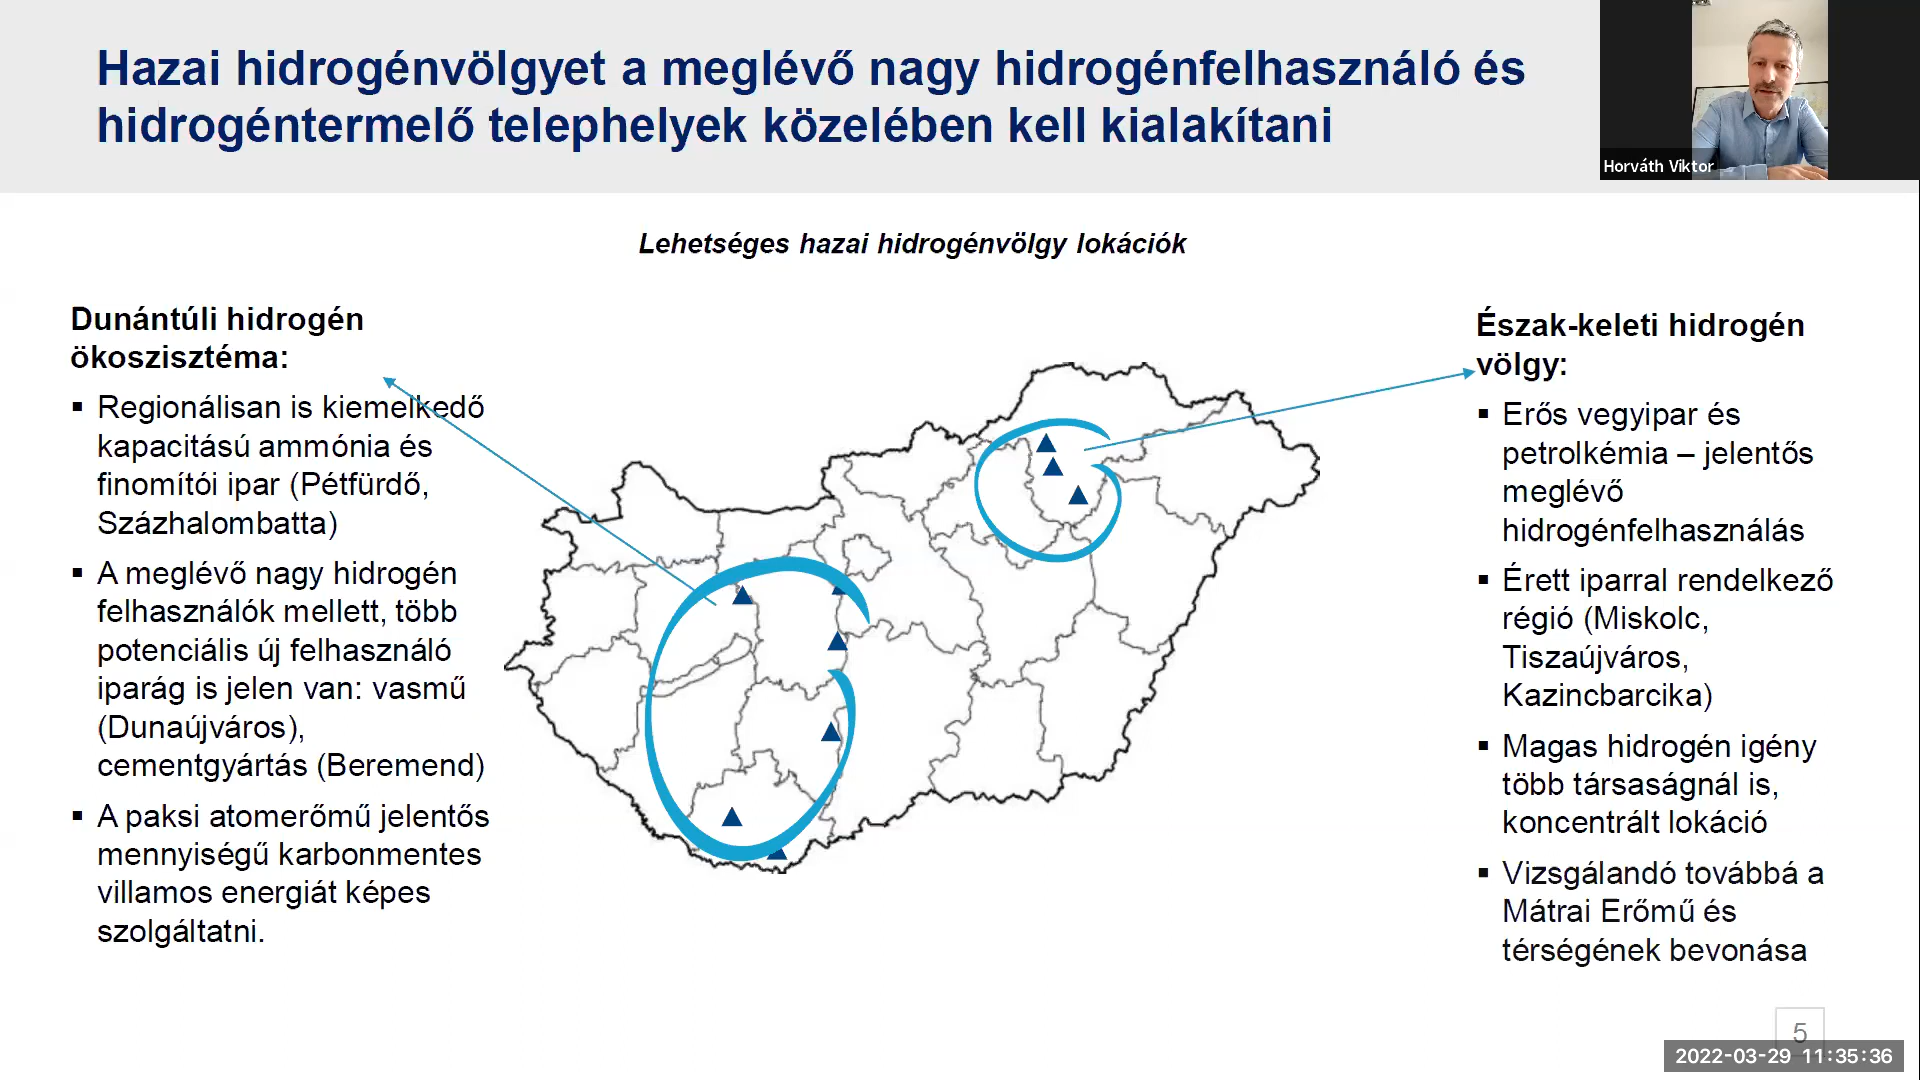 Hazai hidrogénvölgyet a meglévő nagy hidrogénfelhasználó és
hidrogéntermelő telephelyek közelében kell kialakítani
Horváth Viktor
Lehetséges hazai hidrogénvölgy lokációk
Dunántúli hidrogén
ökoszisztéma:
▪ Regionálisan is kiemelkedő
kapacitású ammónia és
finomítói ipar (Pétfürdő,
Százhalombatta)
▪ A meglévő nagy hidrogén
felhasználók mellett, több
potenciális új felhasználó
iparág is jelen van: vasmű
(Dunaújváros),
cementgyártás (Beremend)
▪ A paksi atomerőmű jelentős
mennyiségű karbonmentes
villamos energiát képes
szolgáltatni.
Észak-keleti hidrogén
völgy:
▪ Erős vegyipar és
petrolkémia – jelentős
meglévő
hidrogénfelhasználás
▪ Érett iparral rendelkező
régió (Miskolc,
Tiszaújváros,
Kazincbarcika)
▪ Magas hidrogén igény
több társaságnál is,
koncentrált lokáció
▪ Vizsgálandó továbbá a
Mátrai Erőmű és
térségének bevonása
5
2022-03-29 11:35:36